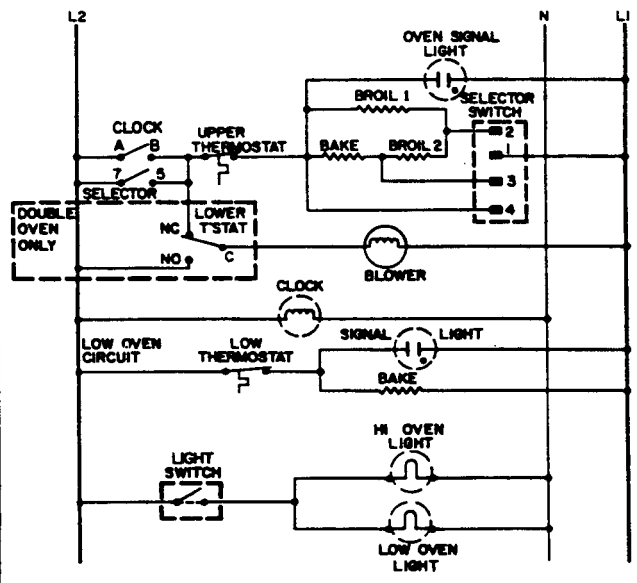 L2
N
L1
OVEN SIGNAL
LIGHT
BROIL 1
SELECTOR
SWITCH
CLOCK
A B
UPPER
THERMOSTAT
BAKE
BROIL 2
2
1
3
4
7 5
SELECTOR
DOUBLE
OVEN
ONLY
LOWER
T'STAT
NC
NO
C
BLOWER
CLOCK
LOW OVEN
CIRCUIT
LOW
THERMOSTAT
SIGNAL LIGHT
BAKE
HI OVEN
LIGHT
LIGHT
SWITCH
LOW OVEN
LIGHT